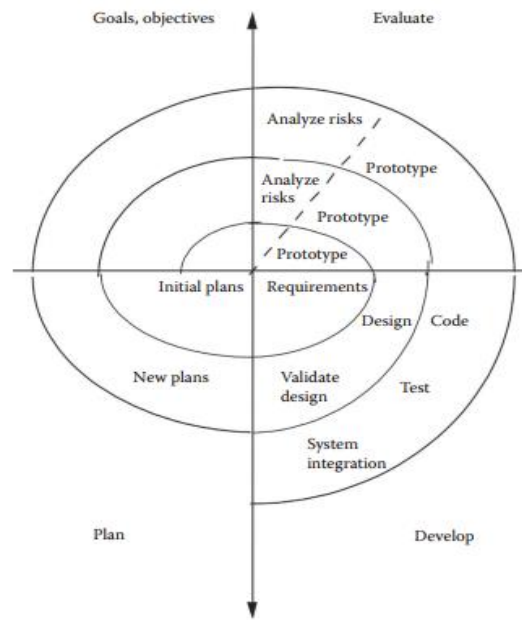 Goals, objectives
Evaluate
Analyze risks
Prototype
Analyze
risks
Prototype
Prototype
Initial plans
Requirements
Design
Code
New plans
Validate
design
Test
System
integration
Plan
Develop